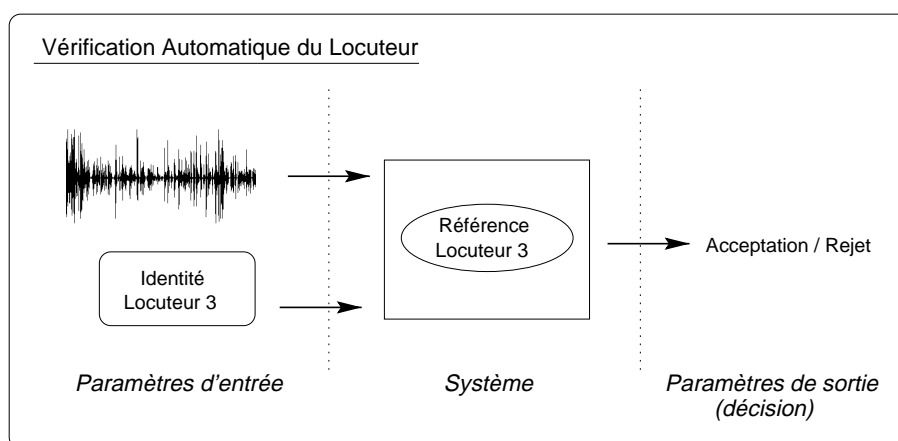 Vérification Automatique du Locuteur
Référence
Locuteur 3
Acceptation / Rejet
Identité
Locuteur 3
Paramètres d'entrée
Système
Paramètres de sortie
(décision)